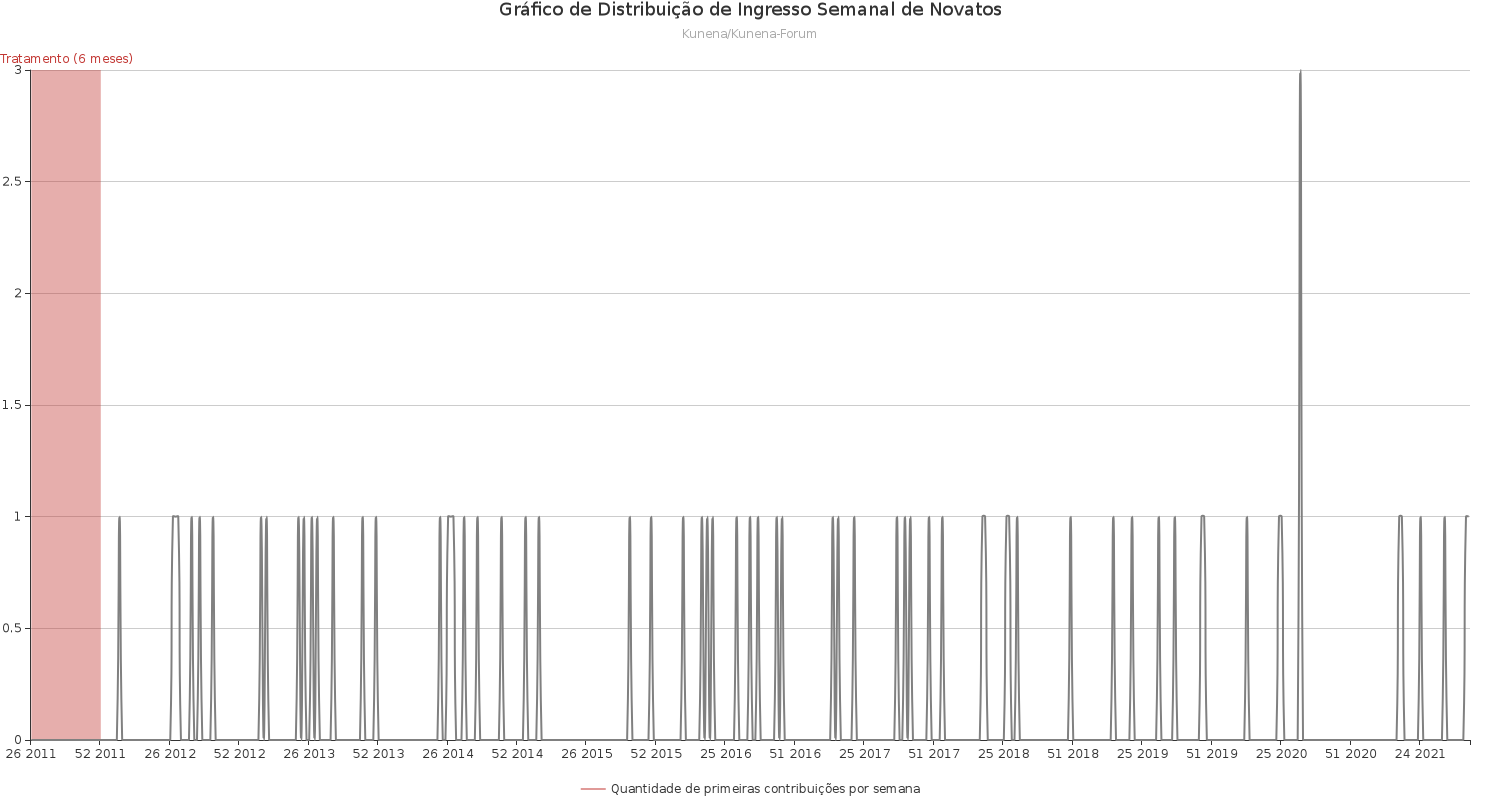 Gráfico de Distribuição de Ingresso Semanal de Novatos
Kunena/Kunena-Forum
Tratamento (6 meses)
3
2.5
2
1.5
1
0.5
0
26 2011 52 2011 26 2012 52 2012 26 2013 52 2013 26 2014 52 2014 26 2015 52 2015 25 2016 51 2016 25 2017 51 2017 25 2018 51 2018 25 2019 51 2019 25 2020 51 2020 24 2021
Quantidade de primeiras contribuições por semana